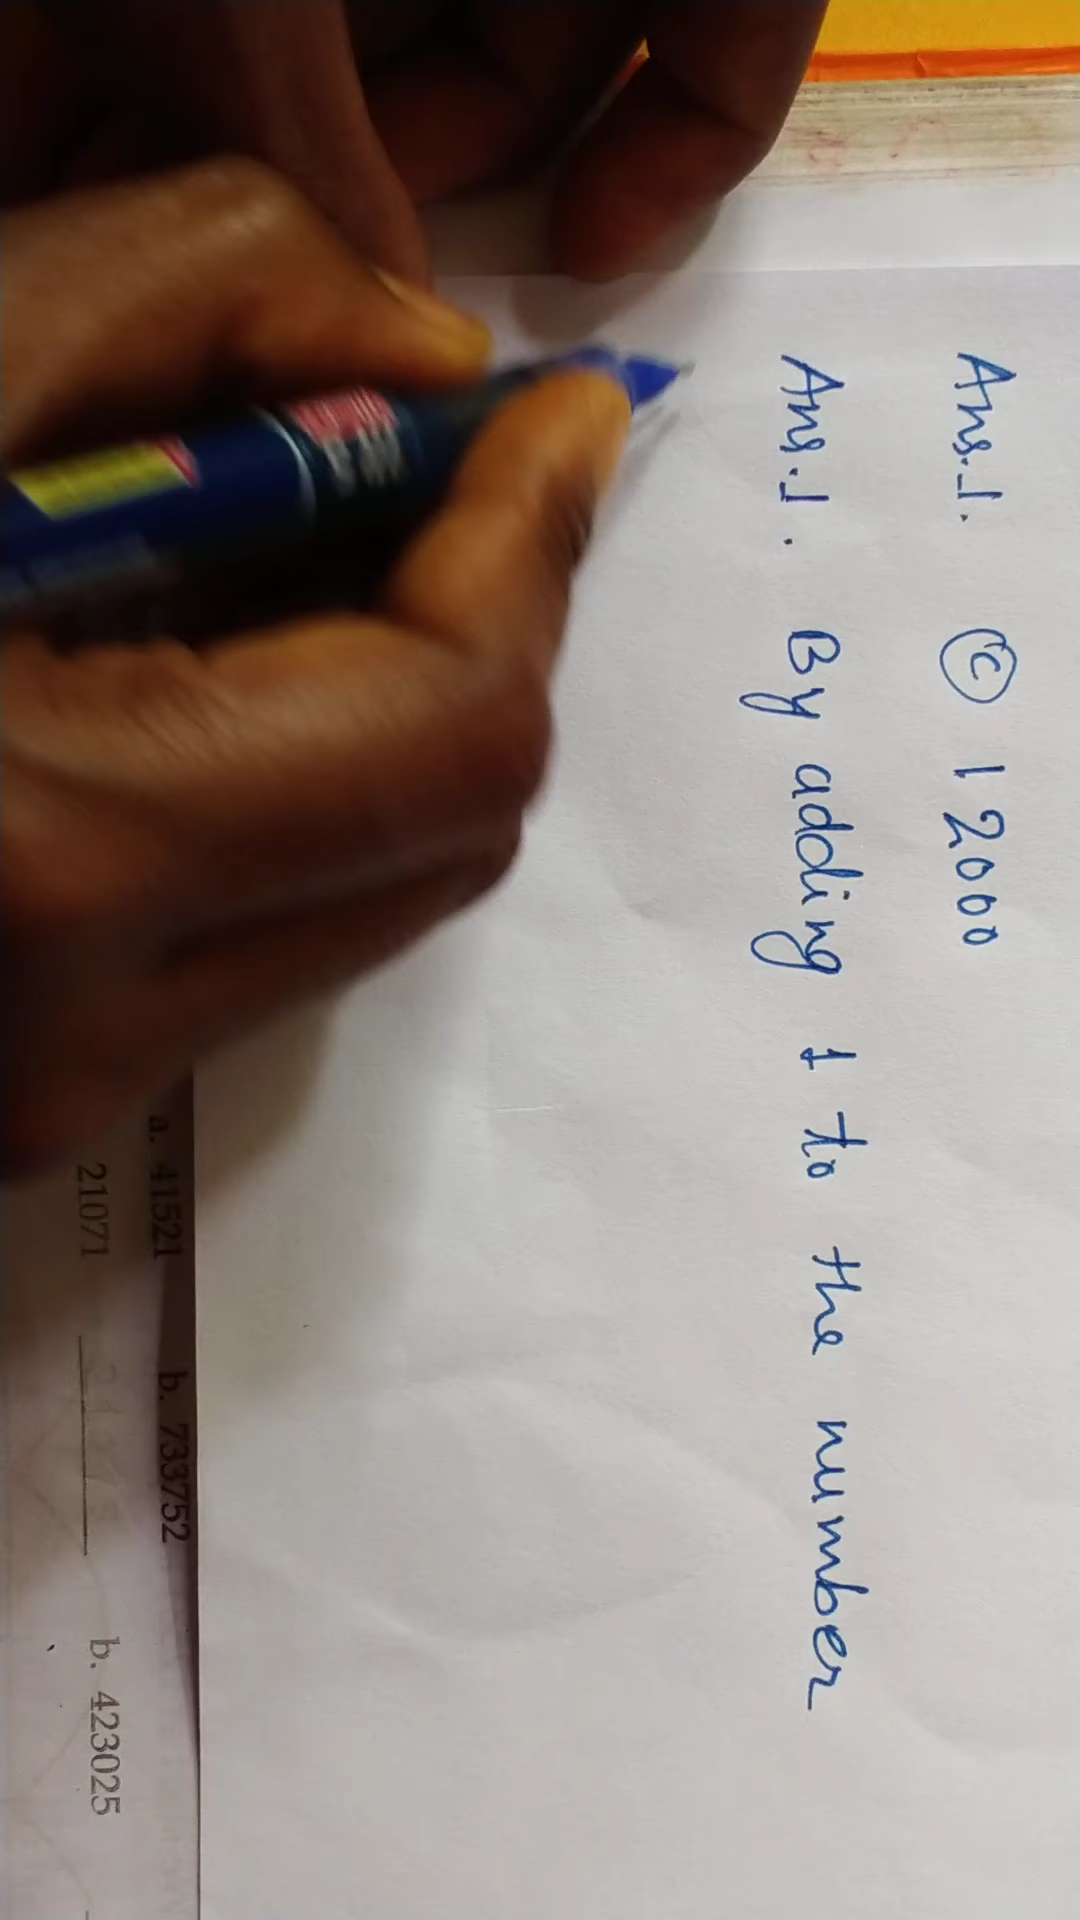 Ans.1. (c) 12000
Ans.1. By adding 1 to the number
a. 41521 b. 733752
21071 b. 423025